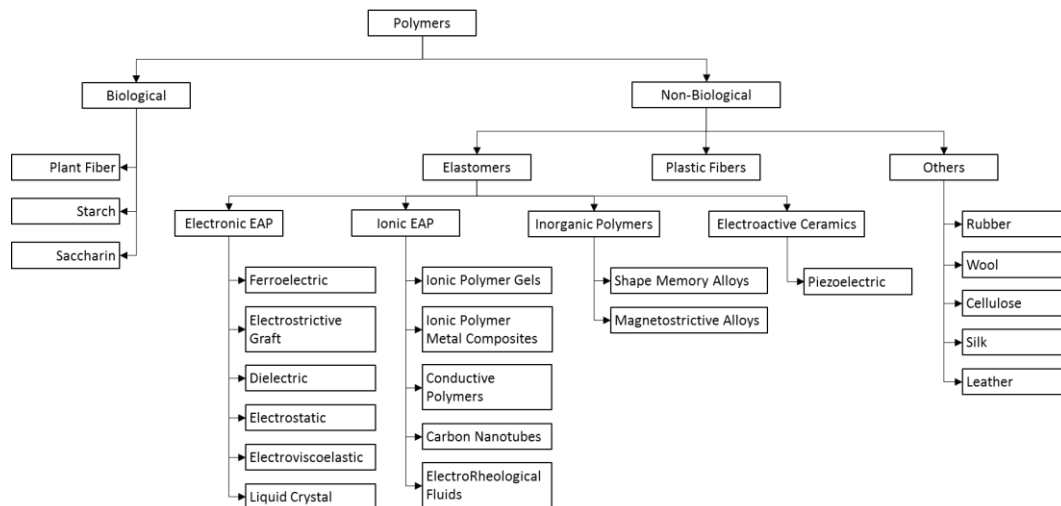 Polymers
Biological
Non-Biological
Plant Fiber
Starch
Saccharin
Elastomers
Plastic Fibers
Others
Electronic EAP
Ionic EAP
Inorganic Polymers
Electroactive Ceramics
Ferroelectric
Electrostrictive
Graft
Dielectric
Electrostatic
Electroviscoelastic
Liquid Crystal
Ionic Polymer Gels
Ionic Polymer
Metal Composites
Conductive
Polymers
Carbon Nanotubes
ElectroRheological
Fluids
Shape Memory Alloys
Magnetostrictive Alloys
Piezoelectric
Rubber
Wool
Cellulose
Silk
Leather